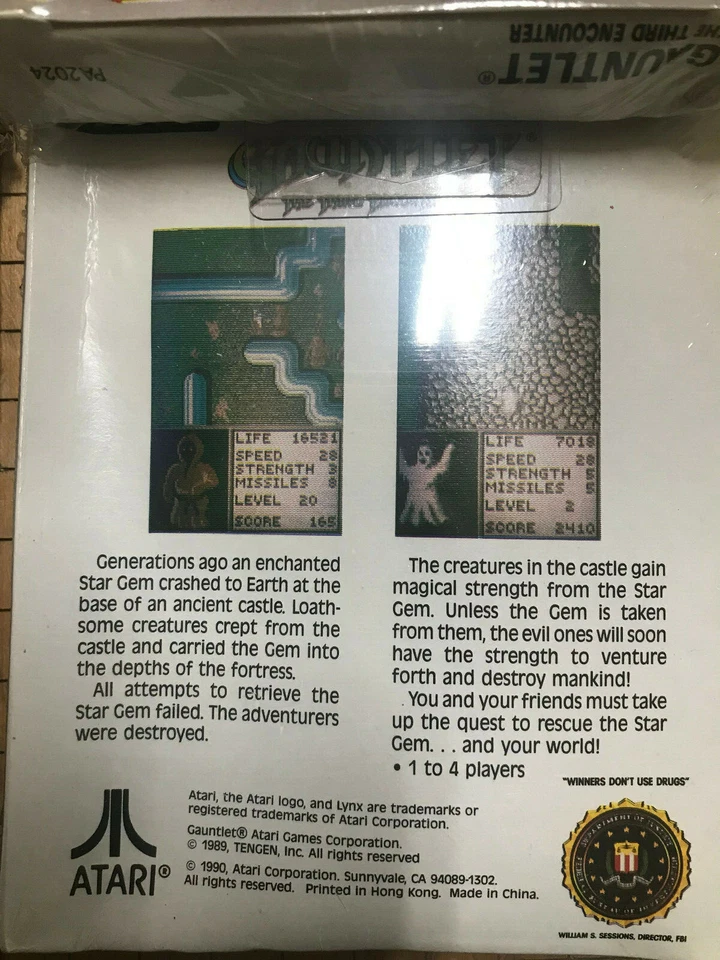 GAUNTLET®
THE THIRD ENCOUNTER
PA2024
LIFE 16521
SPEED 28
STRENGTH 3
MISSILES 8
LEVEL 20
SCORE 165
LIFE 7018
SPEED 28
STRENGTH 5
MISSILES 5
LEVEL 2
SCORE 2410
Generations ago an enchanted
Star Gem crashed to Earth at the
base of an ancient castle. Loath-
some creatures crept from the
castle and carried the Gem into
the depths of the fortress.
All attempts to retrieve the
Star Gem failed. The adventurers
were destroyed.
The creatures in the castle gain
magical strength from the Star
Gem. Unless the Gem is taken
from them, the evil ones will soon
have the strength to venture
forth and destroy mankind!
You and your friends must take
up the quest to rescue the Star
Gem. . . and your world!
• 1 to 4 players
"WINNERS DON'T USE DRUGS"
ATARI®
Atari, the Atari logo, and Lynx are trademarks or
registered trademarks of Atari Corporation.
Gauntlet® Atari Games Corporation.
© 1989, TENGEN, Inc. All rights reserved
© 1990, Atari Corporation. Sunnyvale, CA 94089-1302.
All rights reserved. Printed in Hong Kong. Made in China.
WILLIAM S. SESSIONS, DIRECTOR, FBI